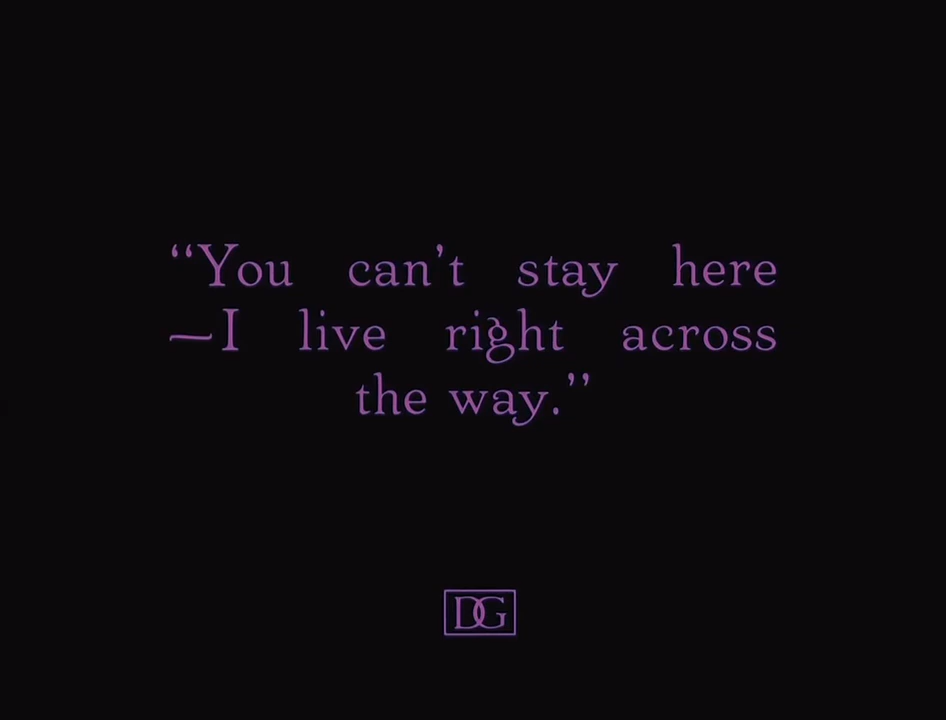 “You can’t stay here
—I live right across
the way.”
DG